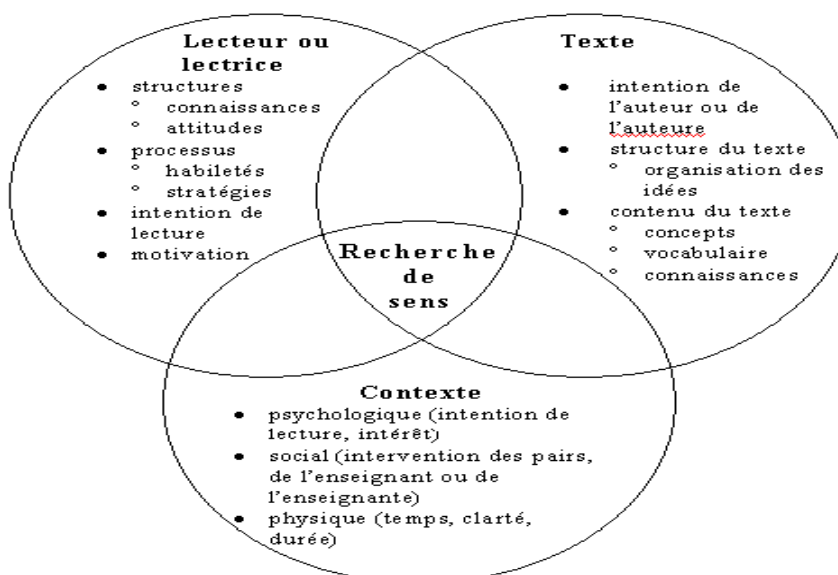 Lecteur ou
lectrice
• structures
° connaissances
° attitudes
• processus
° habiletés
° stratégies
• intention de
lecture
• motivation
Texte
• intention de
l'auteur ou de
l'auteure
• structure du texte
° organisation des
idées
• contenu du texte
° concepts
° vocabulaire
° connaissances
Recherche
de
sens
Contexte
• psychologique (intention de
lecture, intérêt)
• social (intervention des pairs,
de l'enseignant ou de
l'enseignante)
• physique (temps, clarté,
durée)